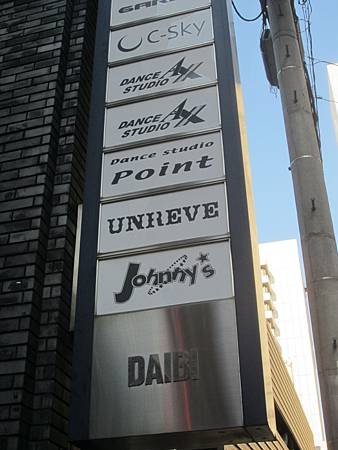 C-SKY
DANCE
STUDIO AX
DANCE
STUDIO AX
Dance studio
Point
UNREVE
Johnny's
DAIBI